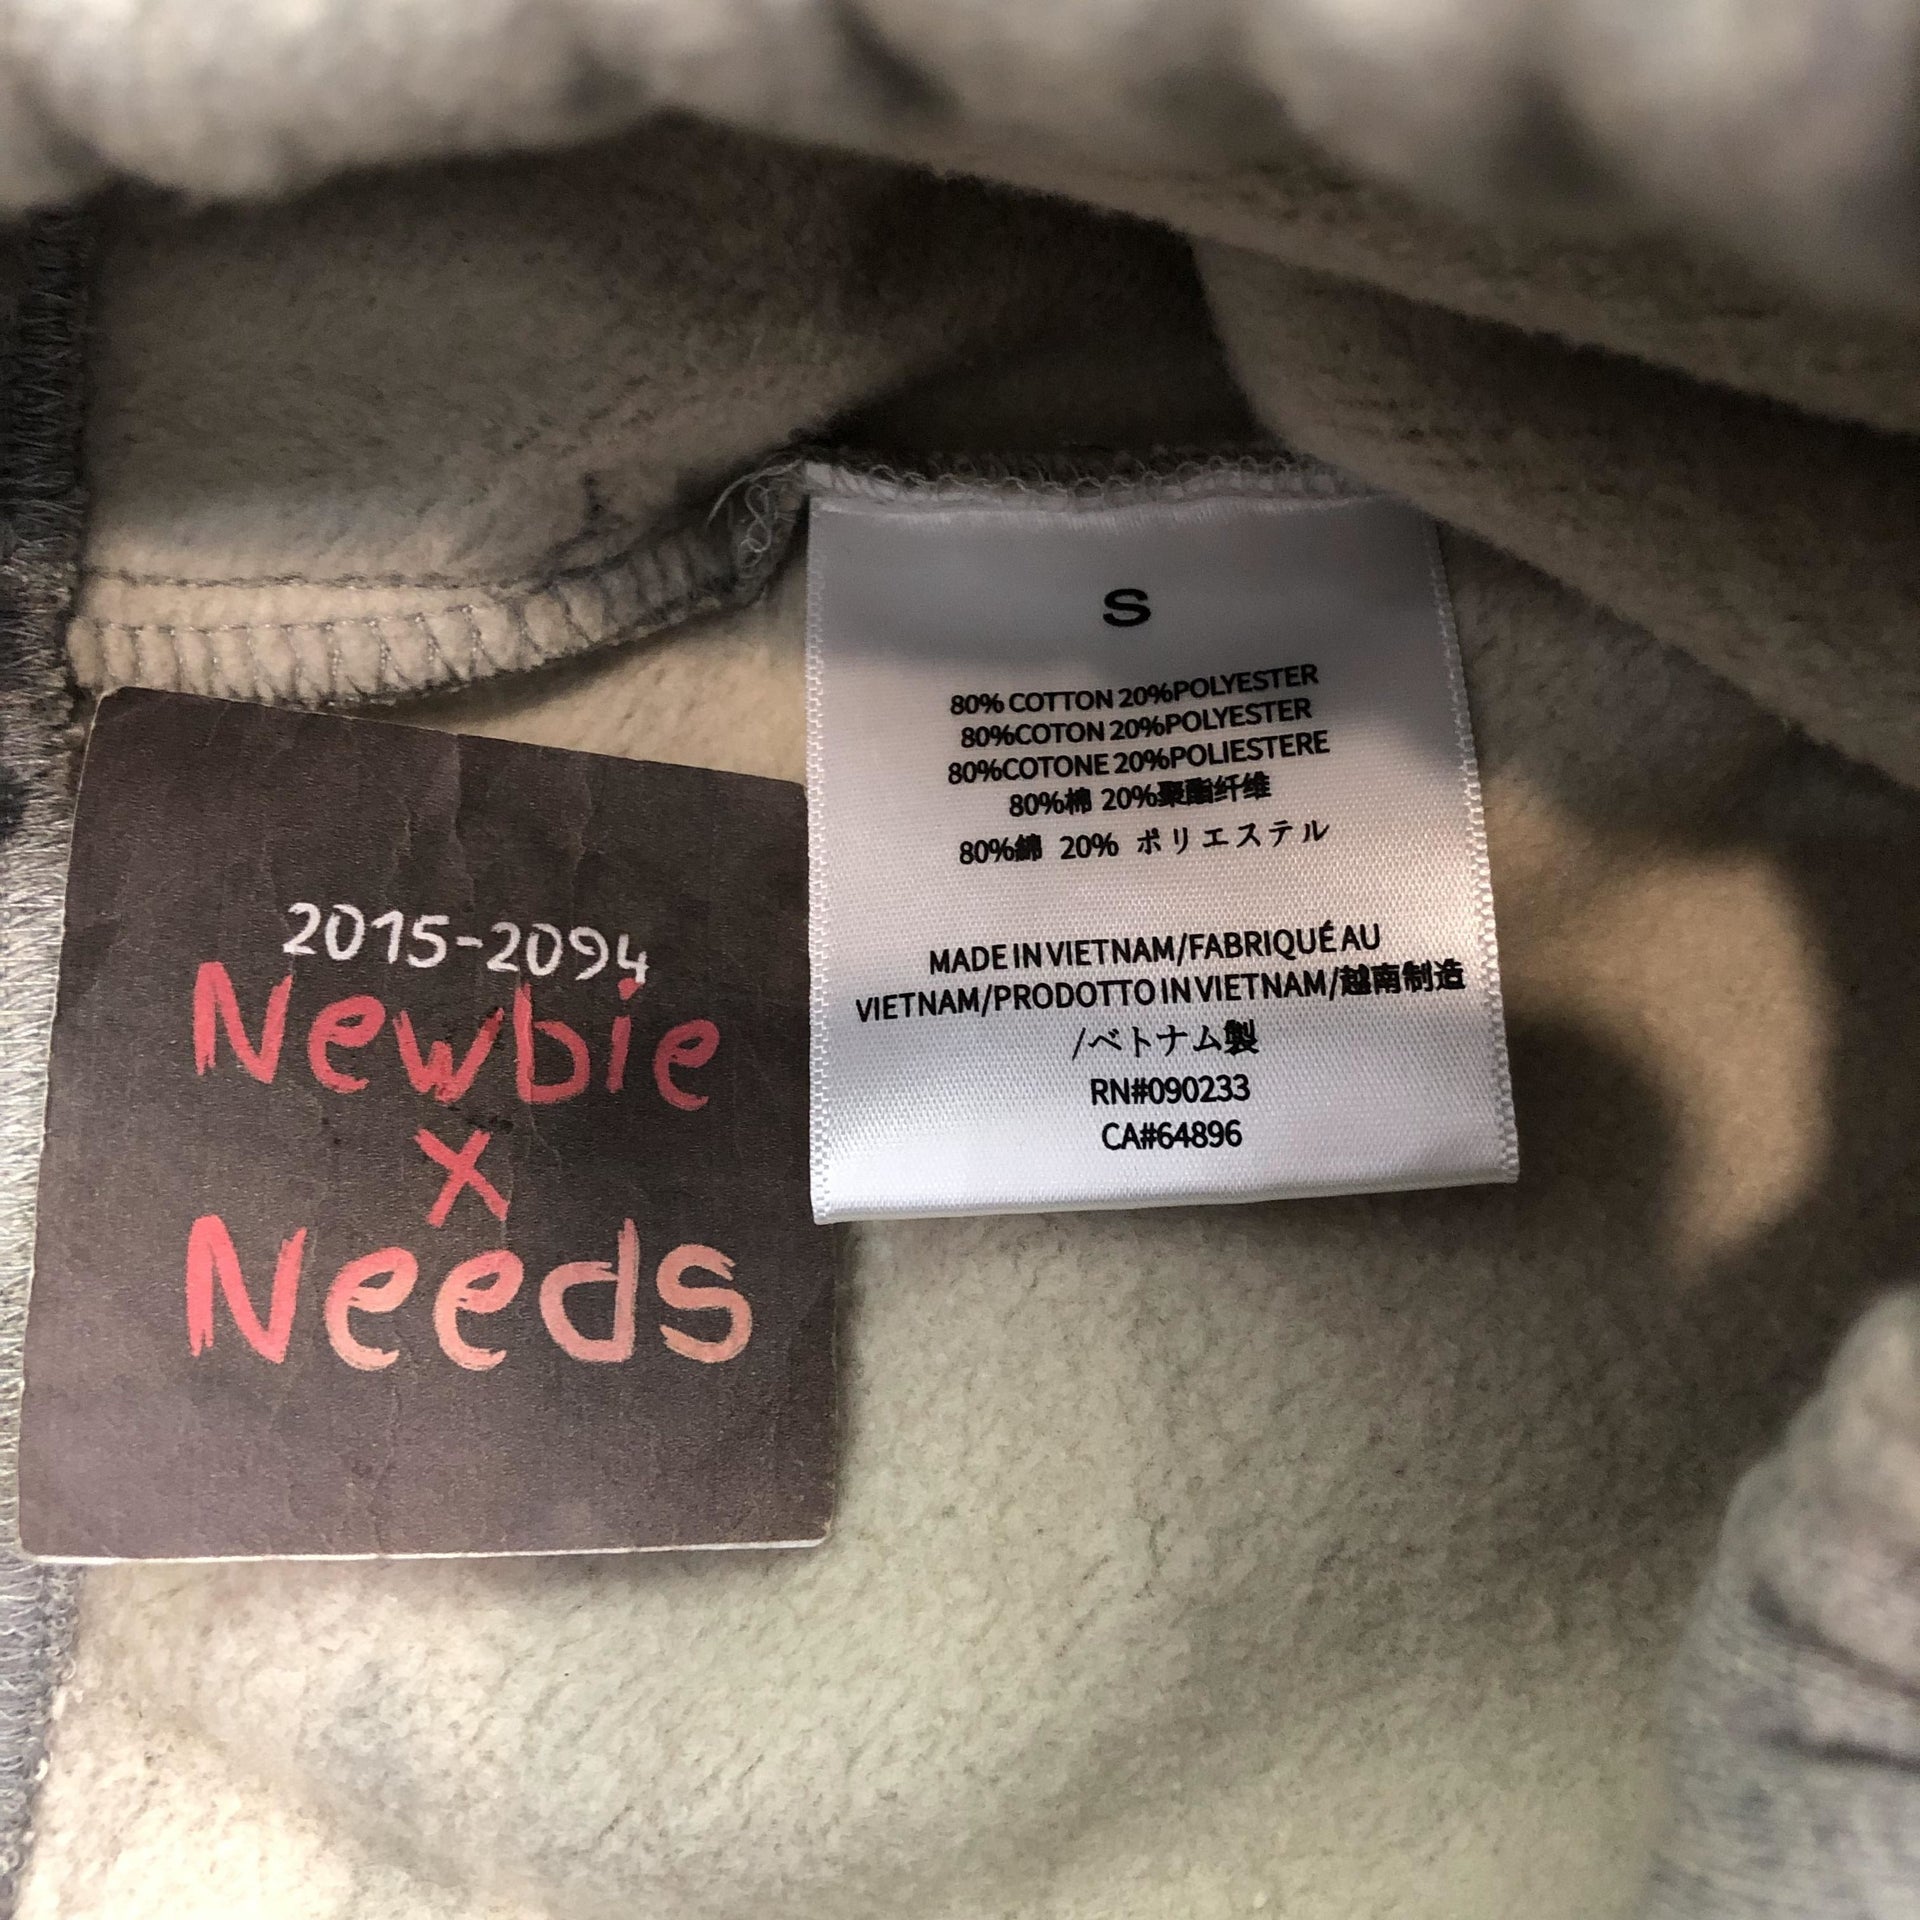 2015-2094
Newbie
x
Needs
S
80% COTTON 20%POLYESTER
80%COTON 20%POLYESTER
80%COTONE 20%POLIESTERE
80%棉 20%聚酯纤维
80%綿 20% ポリエステル
MADE IN VIETNAM/FABRIQUÉ AU
VIETNAM/PRODOTTO IN VIETNAM/越南制造
/ベトナム製
RN#090233
CA#64896